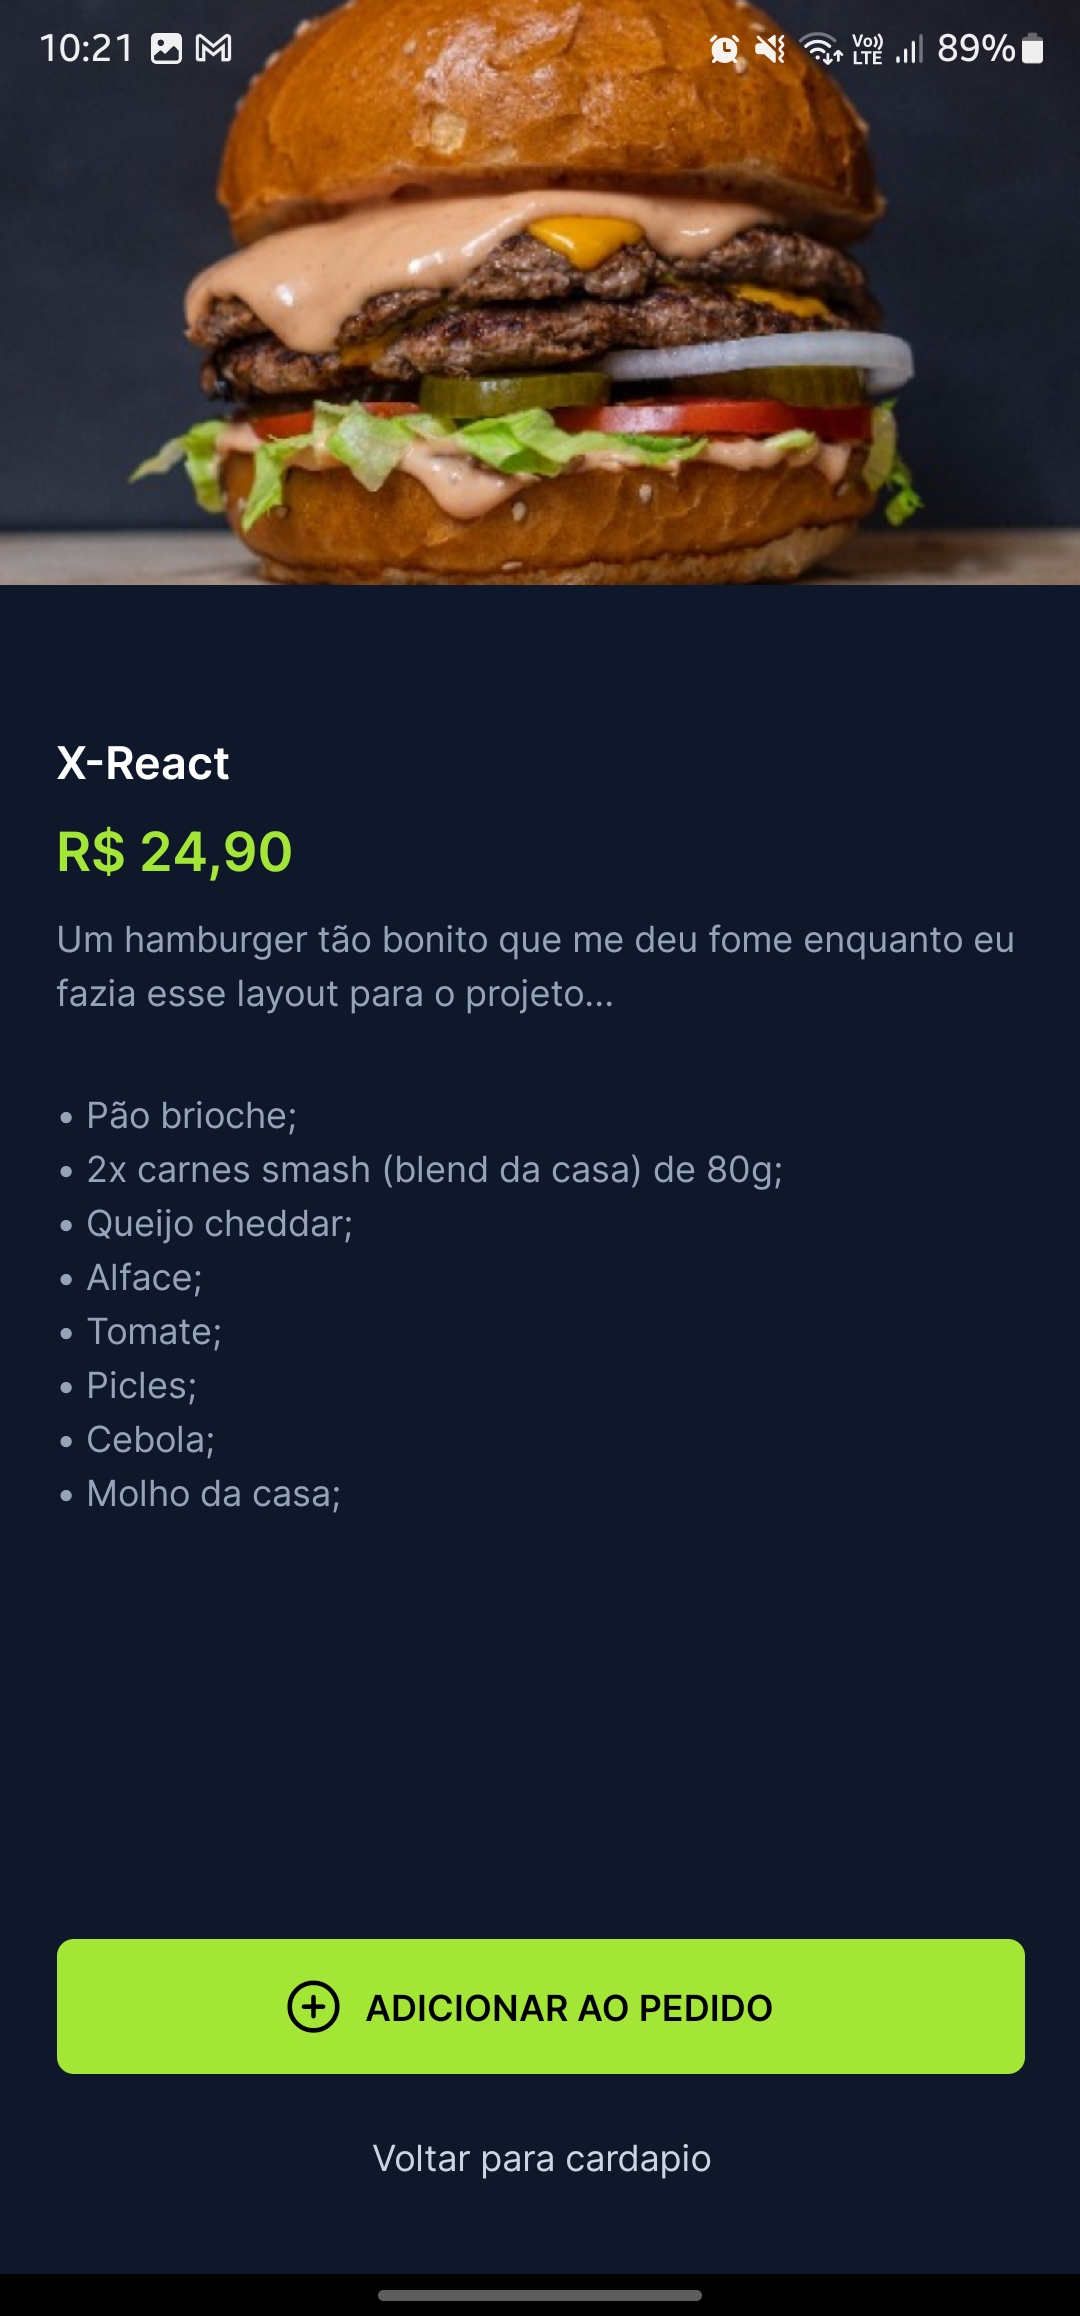 10:21 Vo)) LTE 89%
X-React
R$ 24,90
Um hamburger tão bonito que me deu fome enquanto eu
fazia esse layout para o projeto...
• Pão brioche;
• 2x carnes smash (blend da casa) de 80g;
• Queijo cheddar;
• Alface;
• Tomate;
• Picles;
• Cebola;
• Molho da casa;
ADICIONAR AO PEDIDO
Voltar para cardapio